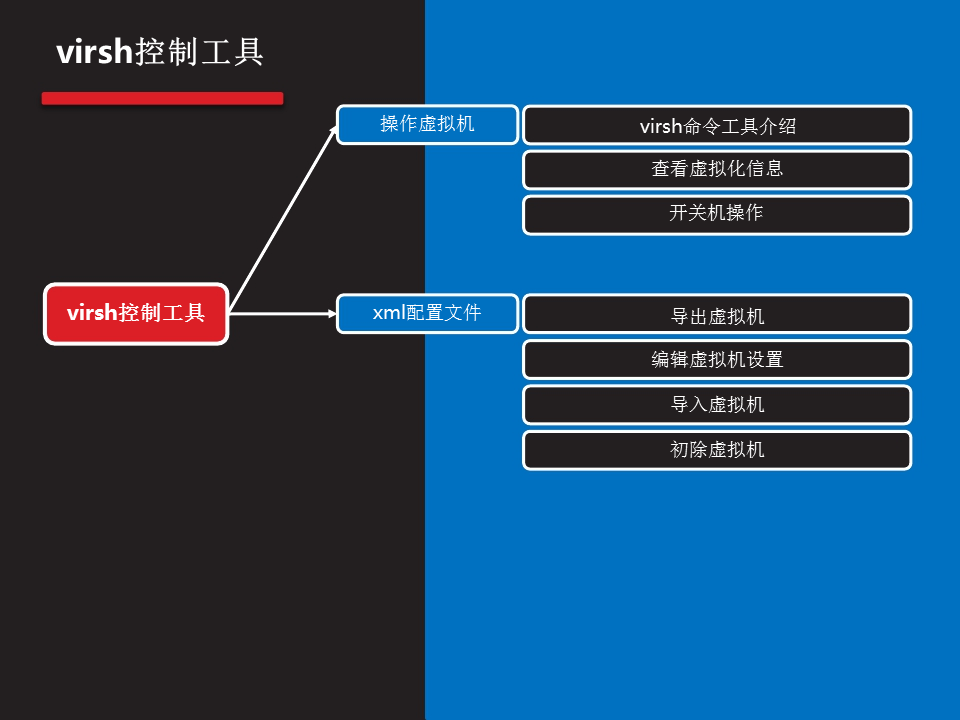 virsh控制工具
操作虚拟机
virsh命令工具介绍
查看虚拟化信息
开关机操作
virsh控制工具
xml配置文件
导出虚拟机
编辑虚拟机设置
导入虚拟机
初除虚拟机